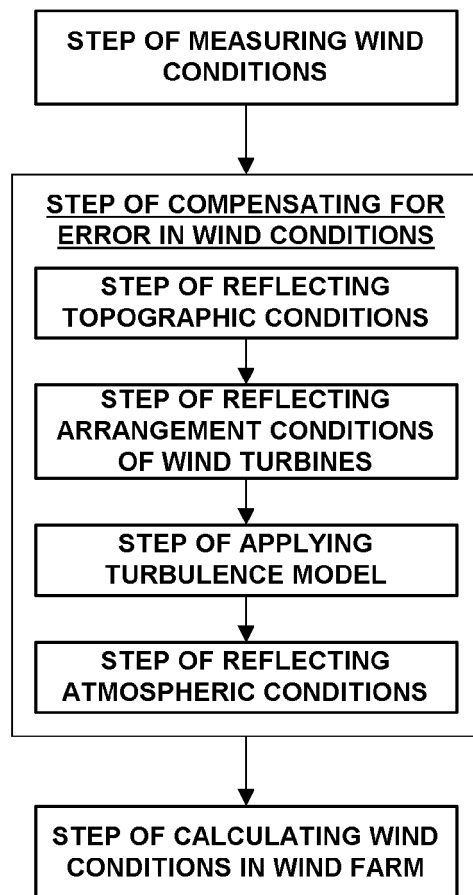 STEP OF MEASURING WIND
CONDITIONS
STEP OF COMPENSATING FOR
ERROR IN WIND CONDITIONS
STEP OF REFLECTING
TOPOGRAPHIC CONDITIONS
STEP OF REFLECTING
ARRANGEMENT CONDITIONS
OF WIND TURBINES
STEP OF APPLYING
TURBULENCE MODEL
STEP OF REFLECTING
ATMOSPHERIC CONDITIONS
STEP OF CALCULATING WIND
CONDITIONS IN WIND FARM